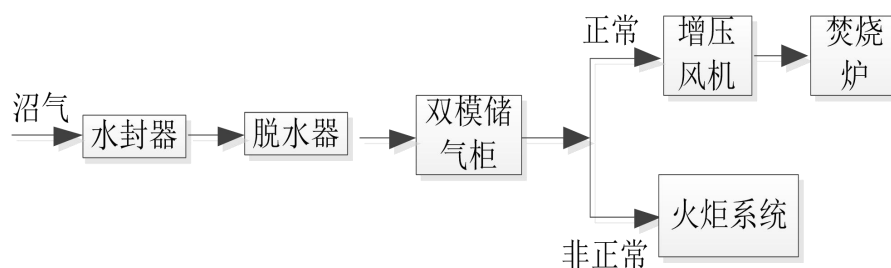 沼气
水封器
脱水器
双模储
气柜
正常
增压
风机
焚烧
炉
非正常
火炬系统